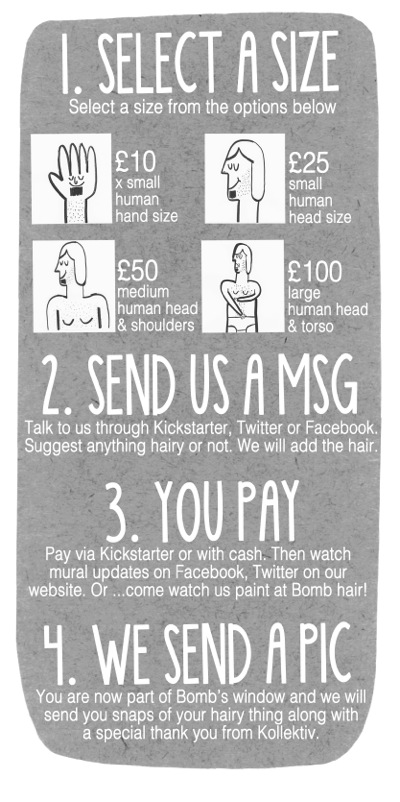 1. SELECT A SIZE
Select a size from the options below
£10
x small
human
hand size
£25
small
human
head size
£50
medium
human head
& shoulders
£100
large
human head
& torso
2. SEND US A MSG
Talk to us through Kickstarter, Twitter or Facebook.
Suggest anything hairy or not. We will add the hair.
3. YOU PAY
Pay via Kickstarter or with cash. Then watch
mural updates on Facebook, Twitter on our
website. Or ...come watch us paint at Bomb hair!
4. WE SEND A PIC
You are now part of Bomb's window and we will
send you snaps of your hairy thing along with
a special thank you from Kollektiv.